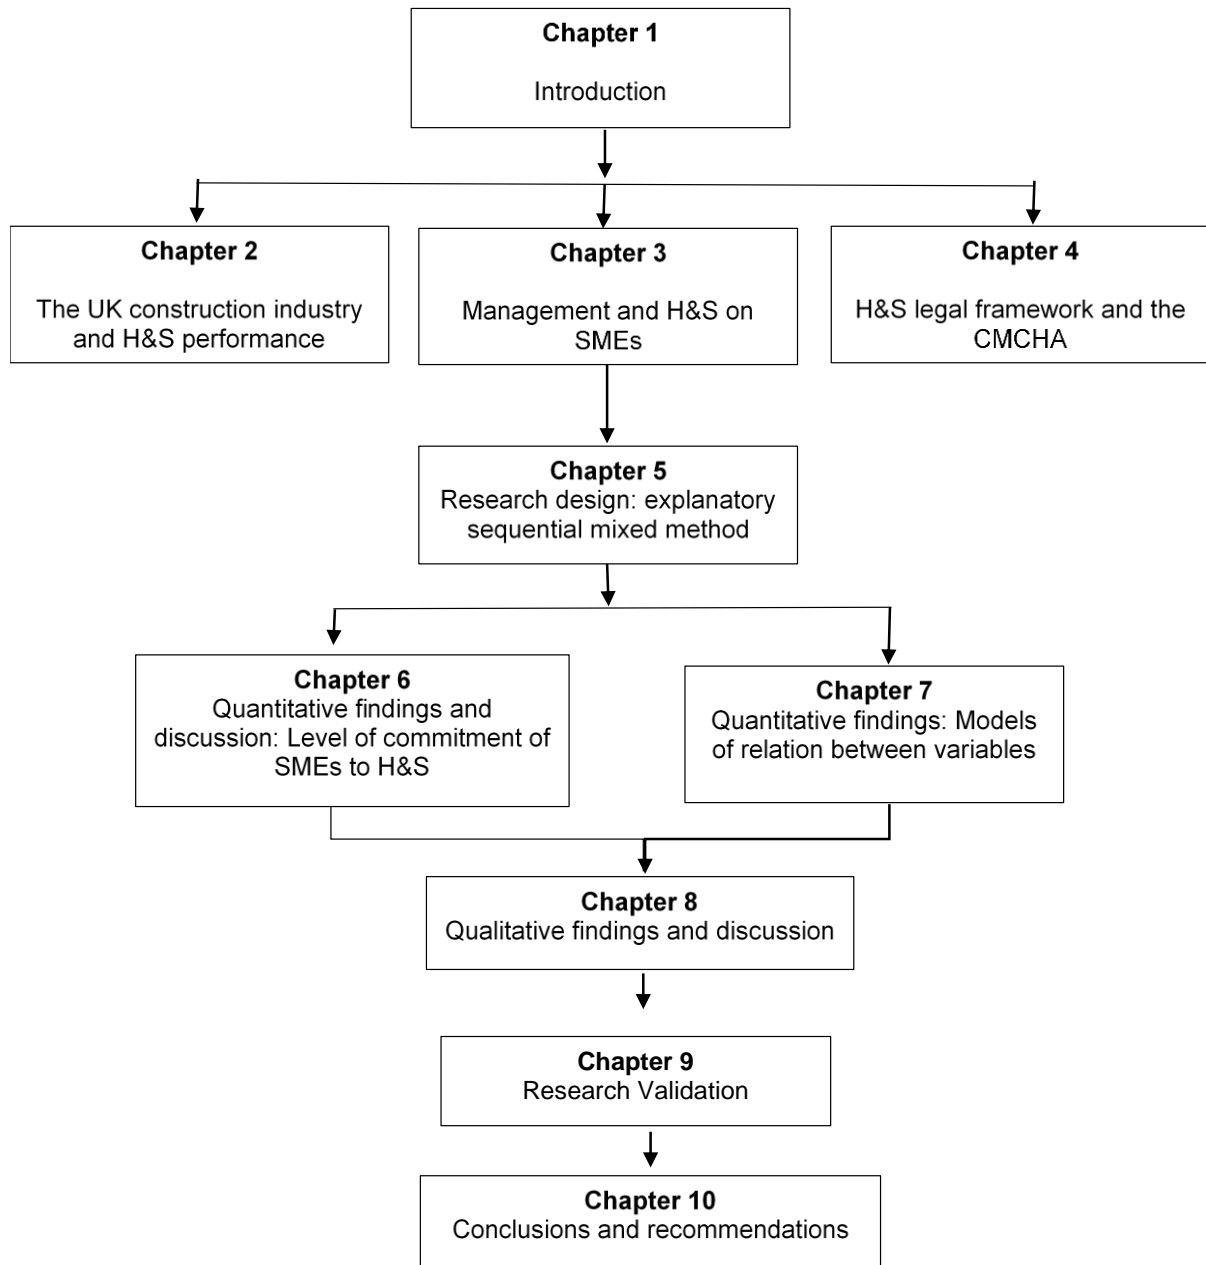 Chapter 1
Introduction
Chapter 2
The UK construction industry
and H&S performance
Chapter 3
Management and H&S on
SMEs
Chapter 4
H&S legal framework and the
CMCHA
Chapter 5
Research design: explanatory
sequential mixed method
Chapter 6
Quantitative findings and
discussion: Level of commitment of
SMEs to H&S
Chapter 7
Quantitative findings: Models
of relation between variables
Chapter 8
Qualitative findings and discussion
Chapter 9
Research Validation
Chapter 10
Conclusions and recommendations